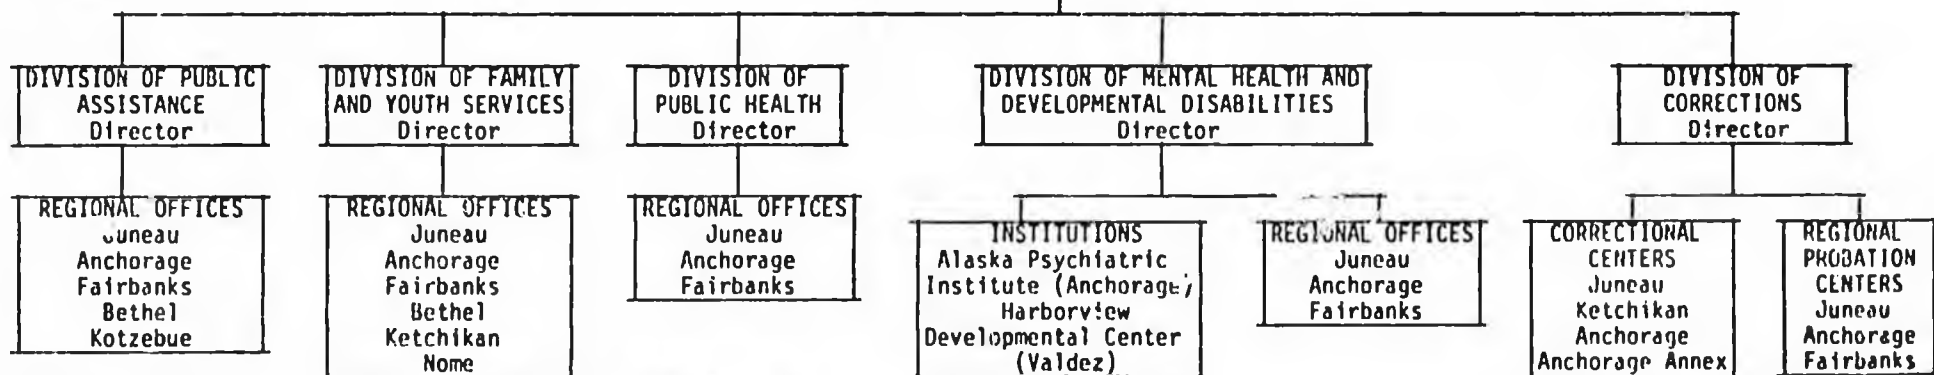 DIVISION OF PUBLIC
ASSISTANCE
Director
DIVISION OF FAMILY
AND YOUTH SERVICES
Director
DIVISION OF
PUBLIC HEALTH
Director
DIVISION OF MENTAL HEALTH AND
DEVELOPMENTAL DISABILITIES
Director
DIVISION OF
CORRECTIONS
Director
REGIONAL OFFICES
Juneau
Anchorage
Fairbanks
Bethel
Kotzebue
REGIONAL OFFICES
Juneau
Anchorage
Fairbanks
Bethel
Ketchikan
Nome
REGIONAL OFFICES
Juneau
Anchorage
Fairbanks
INSTITUTIONS
Alaska Psychiatric
Institute (Anchorage)
Harborview
Developmental Center
(Valdez)
REGIONAL OFFICES
Juneau
Anchorage
Fairbanks
CORRECTIONAL
CENTERS
Juneau
Ketchikan
Anchorage
Anchorage Annex
REGIONAL
PROBATION
CENTERS
Juneau
Anchorage
Fairbanks